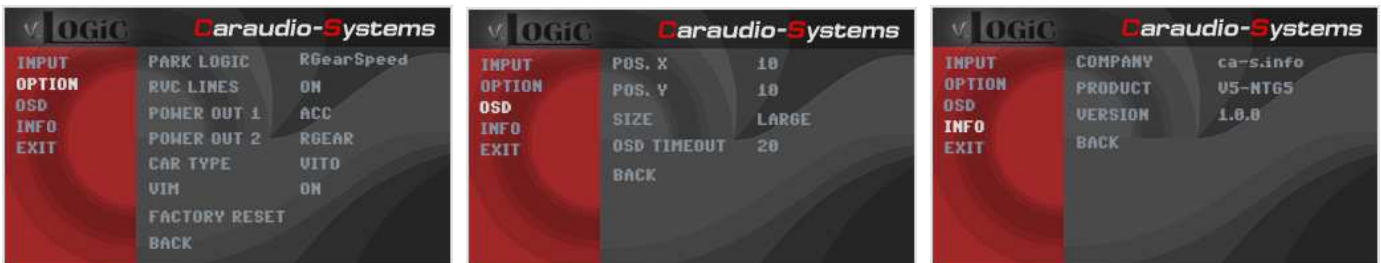 v.LOGiC Caraudio-Systems
INPUT PARK LOGIC RGearSpeed
OPTION RVC LINES ON
OSD POWER OUT 1 ACC
INFO POWER OUT 2 RGEAR
EXIT CAR TYPE VITO
VIM ON
FACTORY RESET
BACK
v.LOGiC Caraudio-Systems
INPUT POS. X 10
OPTION POS. Y 10
OSD SIZE LARGE
INFO OSD TIMEOUT 20
EXIT BACK
v.LOGiC Caraudio-Systems
INPUT COMPANY ca-s.info
OPTION PRODUCT V5-NTG5
OSD VERSION 1.0.0
INFO BACK
EXIT